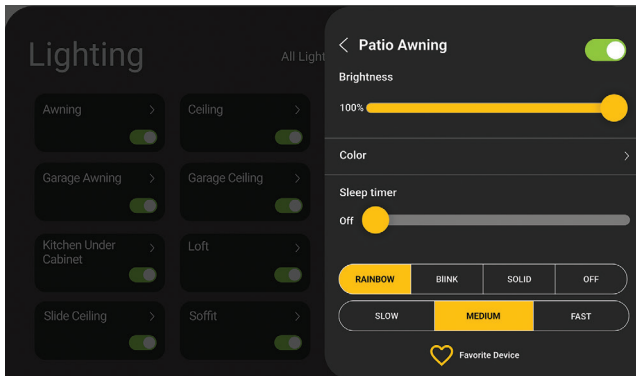 Lighting
All Light
Awning
Ceiling
Garage Awning
Garage Ceiling
Kitchen Under
Cabinet
Loft
Slide Ceiling
Soffit
Patio Awning
Brightness
100%
Color
Sleep timer
Off
RAINBOW BIINK SOLID OFF
SLOW MEDIUM FAST
Favorite Device